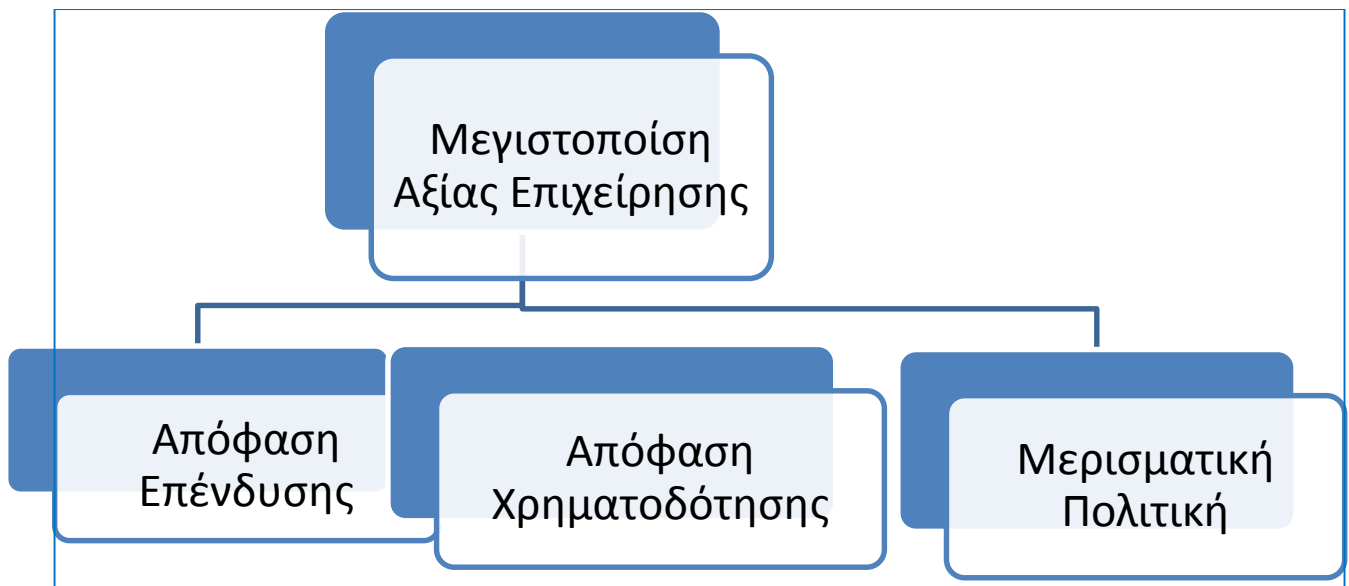 Μεγιστοποίση
Αξίας Επιχείρησης
Απόφαση
Επένδυσης
Απόφαση
Χρηματοδότησης
Μερισματική
Πολιτική